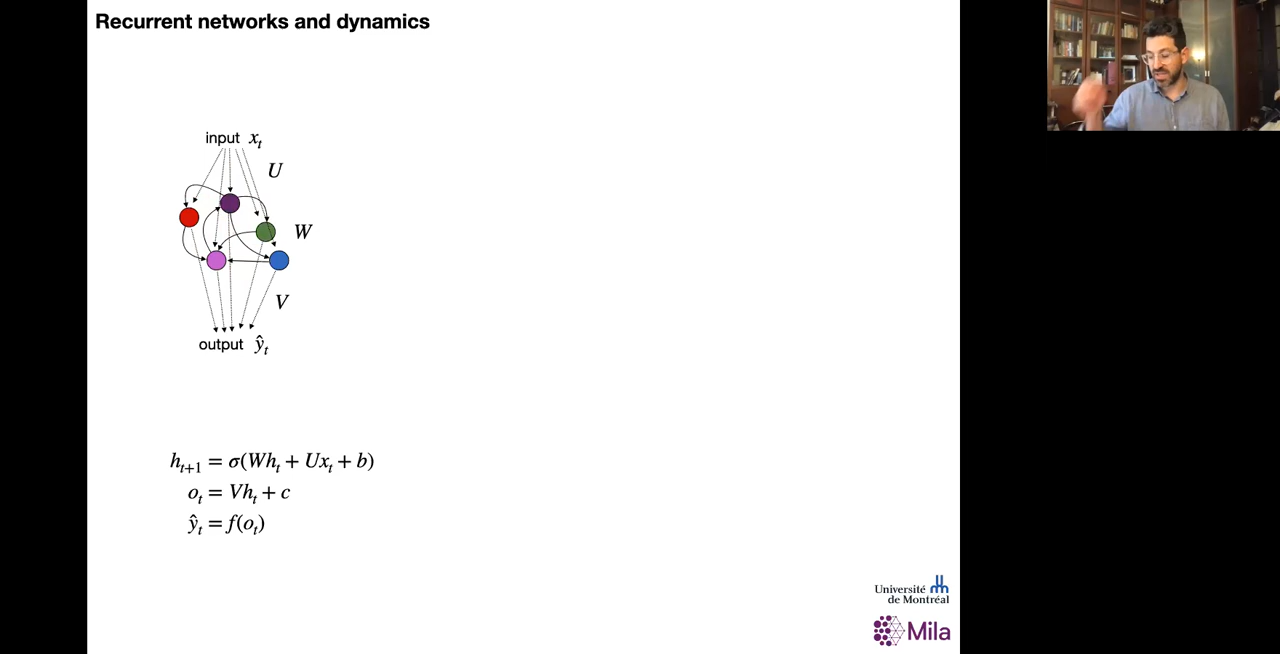 Recurrent networks and dynamics
input x_t
U
W
V
output ŷ_t
h_{t+1} = σ(Wh_t + Ux_t + b)
o_t = Vh_t + c
ŷ_t = f(o_t)
Université
de Montréal
Mila